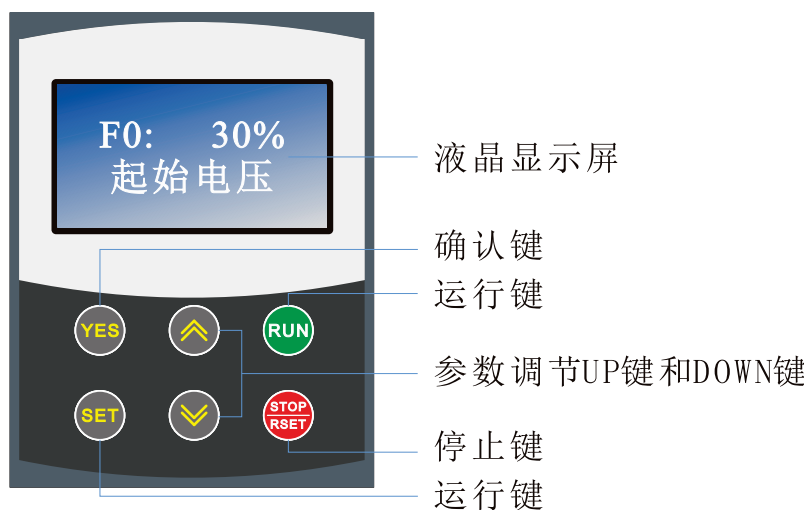 F0: 30%
起始电压
液晶显示屏
确认键
运行键
YES
RUN
参数调节UP键和DOWN键
SET
STOP
RSET
停止键
运行键